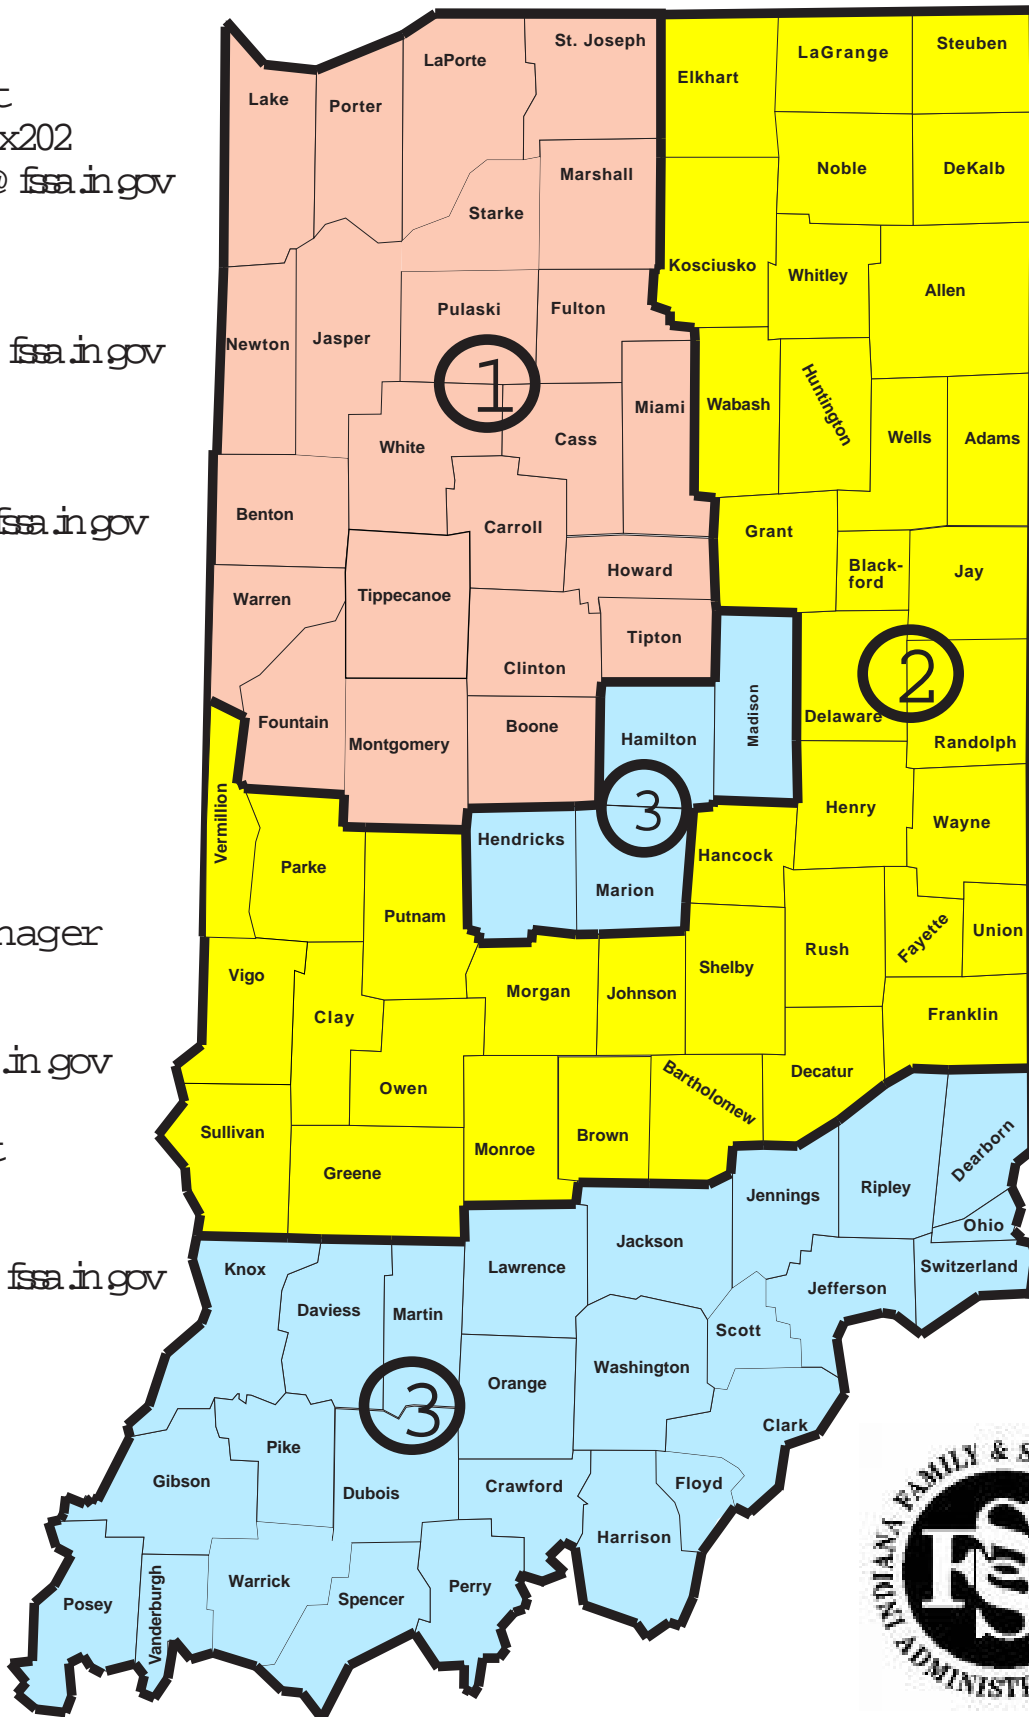 St. Joseph
LaPorte
Elkhart
LaGrange
Steuben
Lake
Porter
x202
Noble
DeKalb
@ fssa.in.gov
Marshall
Starke
Kosciusko
Whitley
Allen
Newton
Jasper
Pulaski
Fulton
fssa.in.gov
1
Miami
Wabash
Huntington
White
Cass
Wells
Adams
Benton
fssa.in.gov
Carroll
Grant
Howard
Black-
ford
Jay
Warren
Tippecanoe
Tipton
Clinton
2
Fountain
Montgomery
Boone
Hamilton
Madison
Delaware
Randolph
Vermillion
3
Henry
Wayne
Hendricks
Hancock
Parke
Marion
Putnam
nager
Fayette
Union
Rush
Vigo
Shelby
Morgan
Johnson
Clay
Franklin
.in.gov
Owen
Decatur
Bartholomew
Sullivan
Brown
Monroe
Greene
Dearborn
Jennings
Ripley
Ohio
Jackson
Knox
Lawrence
Switzerland
fssa.in.gov
Jefferson
Daviess
Martin
Scott
Washington
Orange
3
Clark
Pike
Gibson
Dubois
Crawford
Floyd
Harrison
Warrick
Perry
Posey
Vanderburgh
Spencer
INDIANA FAMILY & S
FSS
ADMINIST